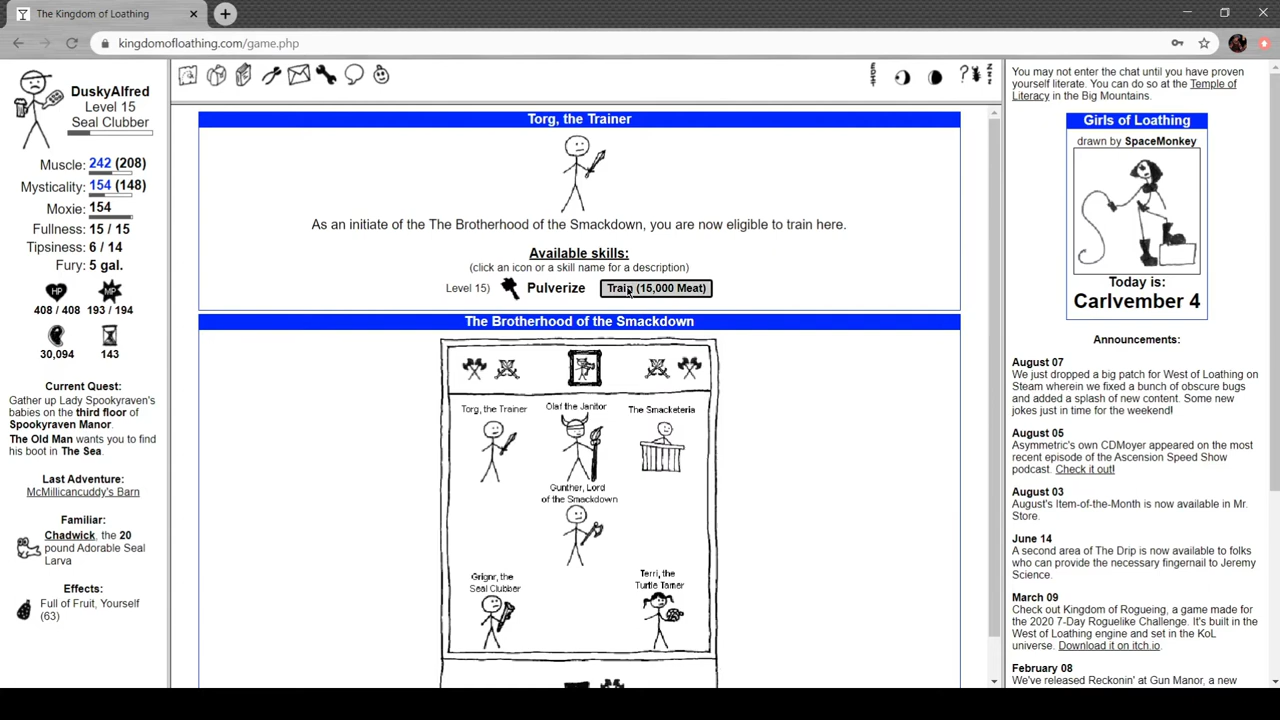 The Kingdom of Loathing
kingdomofloathing.com/game.php
DuskyAlfred
Level 15
Seal Clubber
Muscle: 242 (208)
Mysticality: 154 (148)
Moxie: 154
Fullness: 15 / 15
Tipsiness: 6 / 14
Fury: 5 gal.
HP
MP
408 / 408
193 / 194
30,094
143
Current Quest:
Gather up Lady Spookyraven's
babies on the third floor of
Spookyraven Manor.
The Old Man wants you to find
his boot in The Sea.
Last Adventure:
McMillicancuddy's Barn
Familiar:
Chadwick, the 20
pound Adorable Seal
Larva
Effects:
Full of Fruit, Yourself
(63)
Torg, the Trainer
As an initiate of the The Brotherhood of the Smackdown, you are now eligible to train here.
Available skills:
(click an icon or a skill name for a description)
Level 15)
Pulverize
Train (15,000 Meat)
The Brotherhood of the Smackdown
Torg, the Trainer
Olaf the Janitor
The Smacketeria
Gunther, Lord
of the Smackdown
Grignr, the
Seal Clubber
Terri, the
Turtle Tamer
You may not enter the chat until you have proven
yourself literate. You can do so at the Temple of
Literacy in the Big Mountains.
Girls of Loathing
drawn by SpaceMonkey
Today is:
Carlvember 4
Announcements:
August 07
We just dropped a big patch for West of Loathing on
Steam wherein we fixed a bunch of obscure bugs
and added a splash of new content. Some new
jokes just in time for the weekend!
August 05
Asymmetric's own CDMoyer appeared on the most
recent episode of the Ascension Speed Show
podcast. Check it out!
August 03
August's Item-of-the-Month is now available in Mr.
Store.
June 14
A second area of The Drip is now available to folks
who can provide the necessary fingernail to Jeremy
Science.
March 09
Check out Kingdom of Rogueing, a game made for
the 2020 7-Day Roguelike Challenge. It's built in the
West of Loathing engine and set in the KoL
universe. Download it on itch.io.
February 08
We've released Reckonin' at Gun Manor, a new